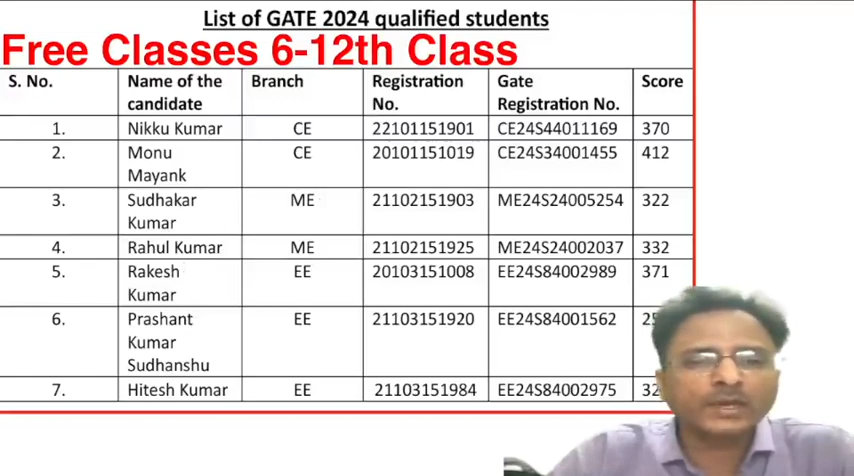 List of GATE 2024 qualified students
Free Classes 6-12th Class
S. No. Name of the candidate Branch Registration No. Gate Registration No. Score
1. Nikku Kumar CE 22101151901 CE24S44011169 370
2. Monu Mayank CE 20101151019 CE24S34001455 412
3. Sudhakar Kumar ME 21102151903 ME24S24005254 322
4. Rahul Kumar ME 21102151925 ME24S24002037 332
5. Rakesh Kumar EE 20103151008 EE24S84002989 371
6. Prashant Kumar Sudhanshu EE 21103151920 EE24S84001562
7. Hitesh Kumar EE 21103151984 EE24S84002975